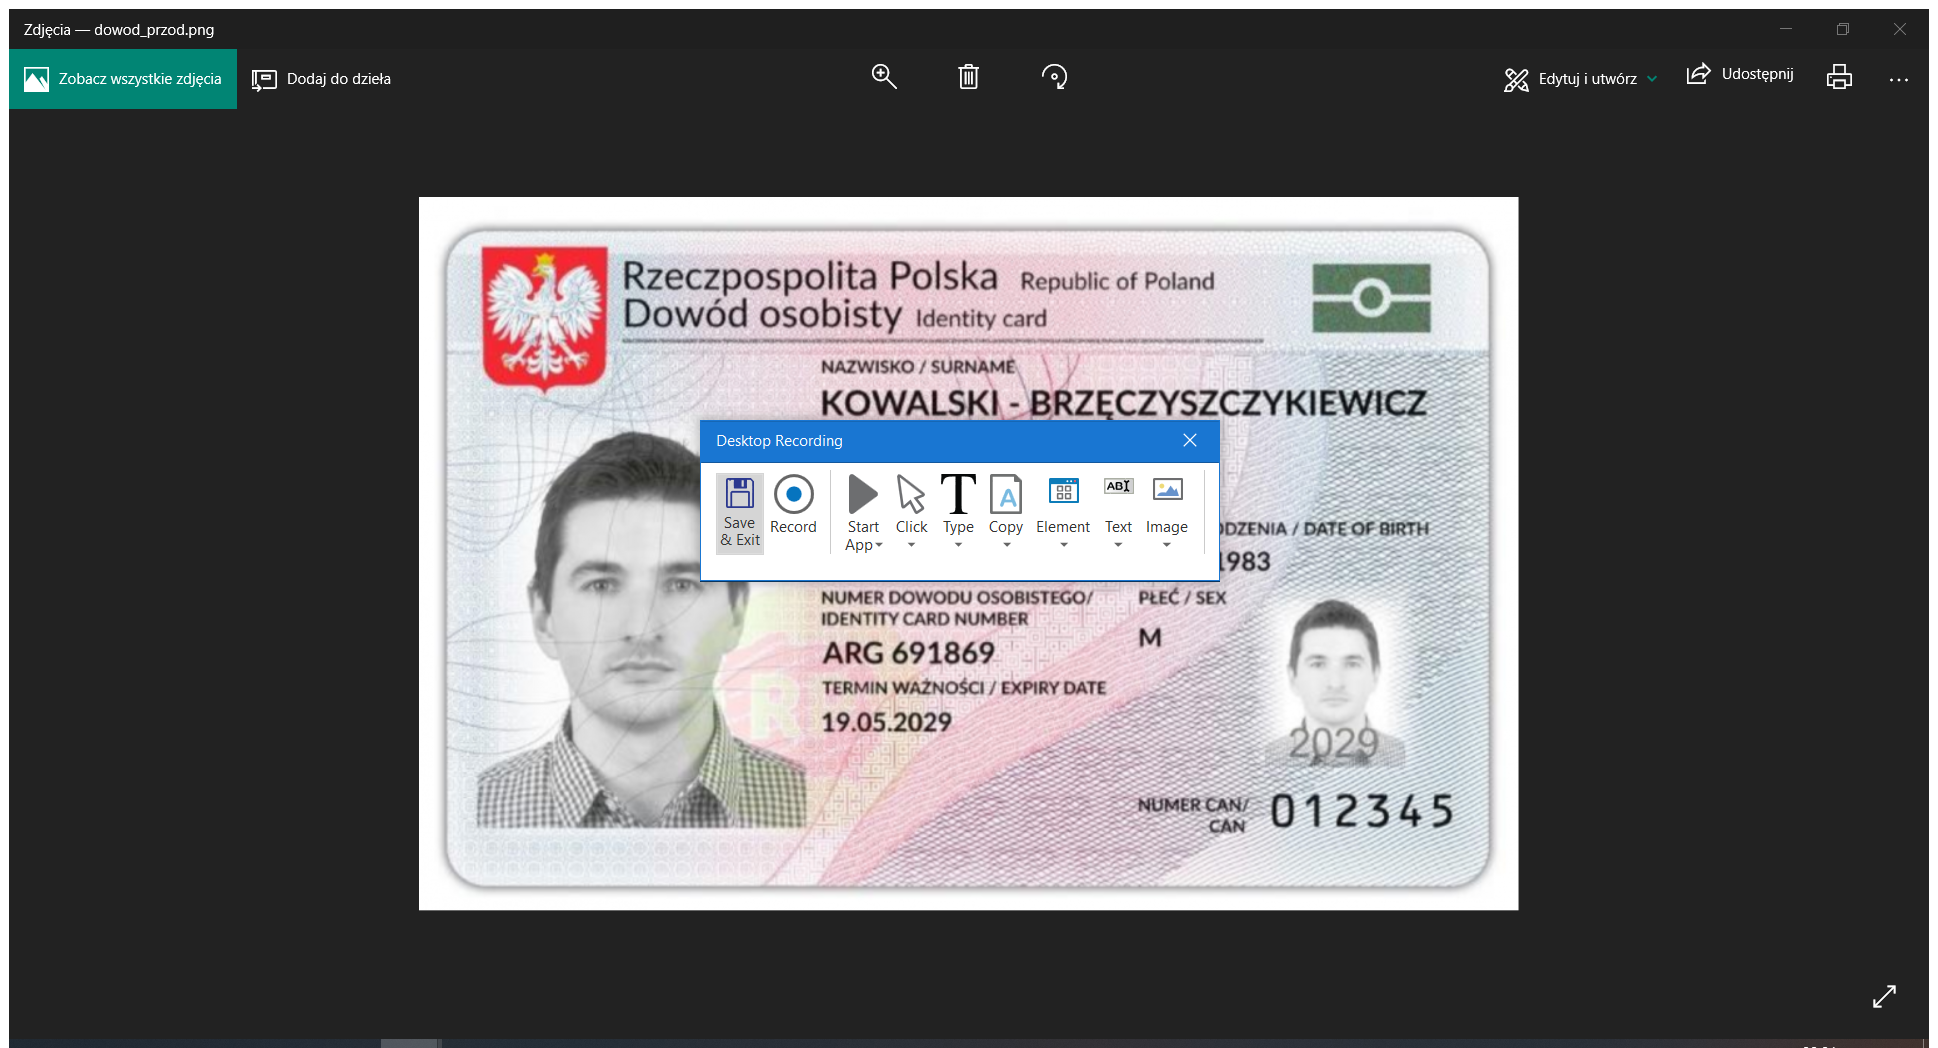 Zdjęcia — dowod_przod.png
Zobacz wszystkie zdjęcia
Dodaj do dzieła
Edytuj i utwórz
Udostępnij
Rzeczpospolita Polska Republic of Poland
Dowód osobisty Identity card
NAZWISKO / SURNAME
KOWALSKI - BRZĘCZYSZCZYKIEWICZ
Desktop Recording
Save & Exit
Record
Start App
Click
Type
Copy
Element
ABI
Text
Image
DZENIA / DATE OF BIRTH
1983
NUMER DOWODU OSOBISTEGO/
IDENTITY CARD NUMBER
PŁEĆ / SEX
ARG 691869
M
TERMIN WAŻNOŚCI / EXPIRY DATE
19.05.2029
2029
NUMER CAN/
CAN
012345